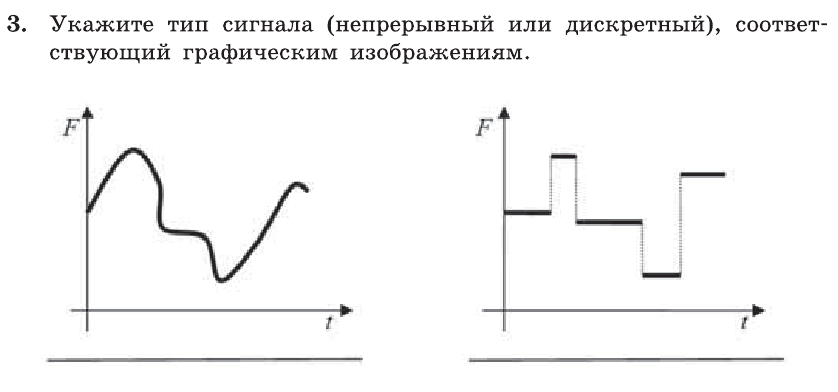 3. Укажите тип сигнала (непрерывный или дискретный), соответ-
ствующий графическим изображениям.
F
t
F
t